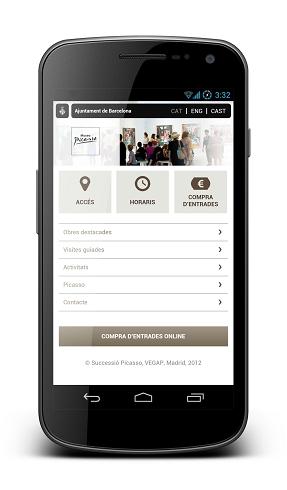 3:32
Ajuntament de Barcelona
CAT | ENG | CAST
Museu
Picasso
ACCÉS
HORARIS
€
COMPRA
D'ENTRADES
Obres destacades
Visites guiades
Activitats
Picasso
Contacte
COMPRA D'ENTRADES ONLINE
© Successió Picasso, VEGAP, Madrid, 2012